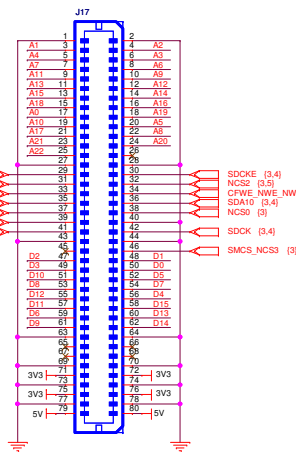 J17
1 2
A1 3 4 A2
A4 5 6 A3
A7 7 8 A6
A11 9 10 A9
A13 11 12 A12
A15 13 14 A14
A18 15 16 A16
A0 17 18 A19
A10 19 20 A5
A17 21 22 A8
A21 23 24 A20
A22 25 26
27 28
29 30 SDCKE {3,4}
31 32 NCS2 {3,5}
33 34 CFWE_NWE_NW
35 36 SDA10 {3,4}
37 38 NCS0 {3}
39 40
41 42 SDCK {3,4}
43 44
45 46 SMCS_NCS3 {3}
D2 47 48 D1
D3 49 50 D0
D10 51 52 D5
D8 53 54 D7
D12 55 56 D4
D11 57 58 D15
D6 59 60 D13
D9 61 62 D14
63 64
65 66
67 68
69 70
3V3 71 72 3V3
73 74
3V3 75 76 3V3
77 78
5V 79 80 5V